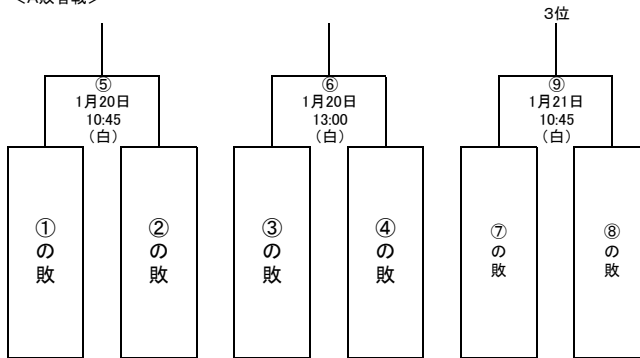 3位
⑤
1月20日
10:45
(白)
⑥
1月20日
13:00
(白)
⑨
1月21日
10:45
(白)
①の敗
②の敗
③の敗
④の敗
⑦の敗
⑧の敗